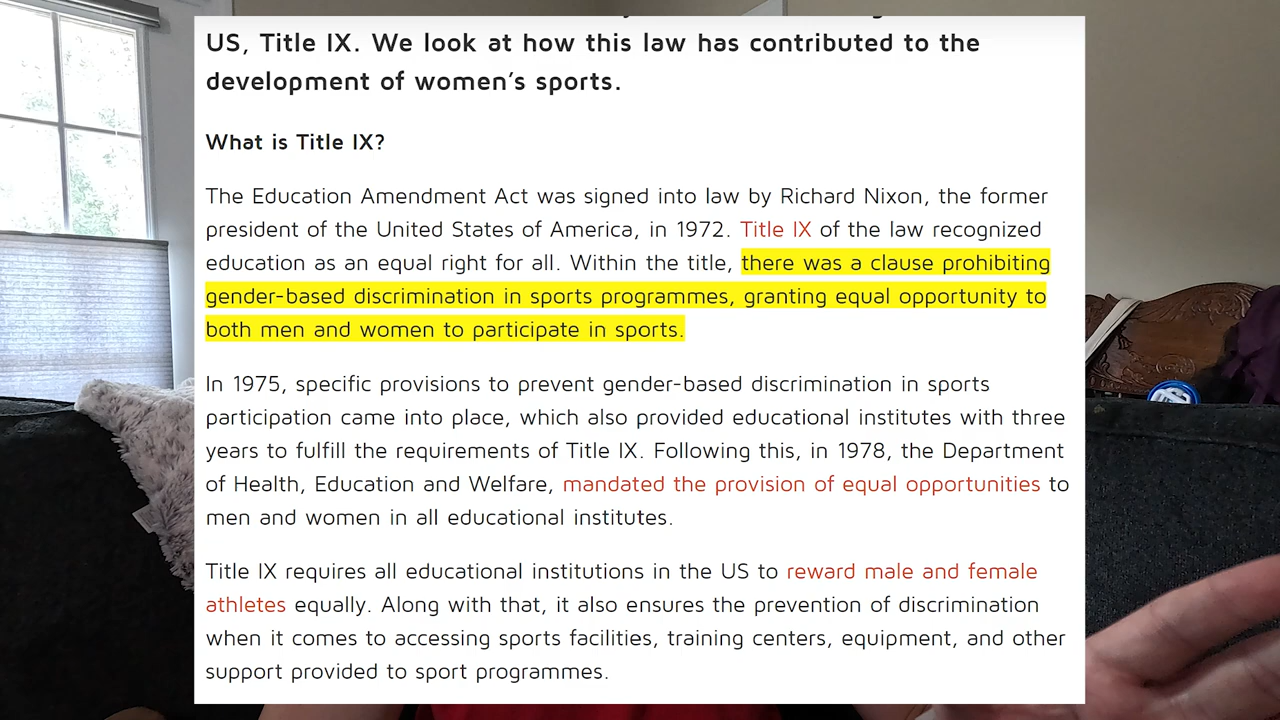 US, Title IX. We look at how this law has contributed to the
development of women's sports.
What is Title IX?
The Education Amendment Act was signed into law by Richard Nixon, the former
president of the United States of America, in 1972. Title IX of the law recognized
education as an equal right for all. Within the title, there was a clause prohibiting
gender-based discrimination in sports programmes, granting equal opportunity to
both men and women to participate in sports.
In 1975, specific provisions to prevent gender-based discrimination in sports
participation came into place, which also provided educational institutes with three
years to fulfill the requirements of Title IX. Following this, in 1978, the Department
of Health, Education and Welfare, mandated the provision of equal opportunities to
men and women in all educational institutes.
Title IX requires all educational institutions in the US to reward male and female
athletes equally. Along with that, it also ensures the prevention of discrimination
when it comes to accessing sports facilities, training centers, equipment, and other
support provided to sport programmes.